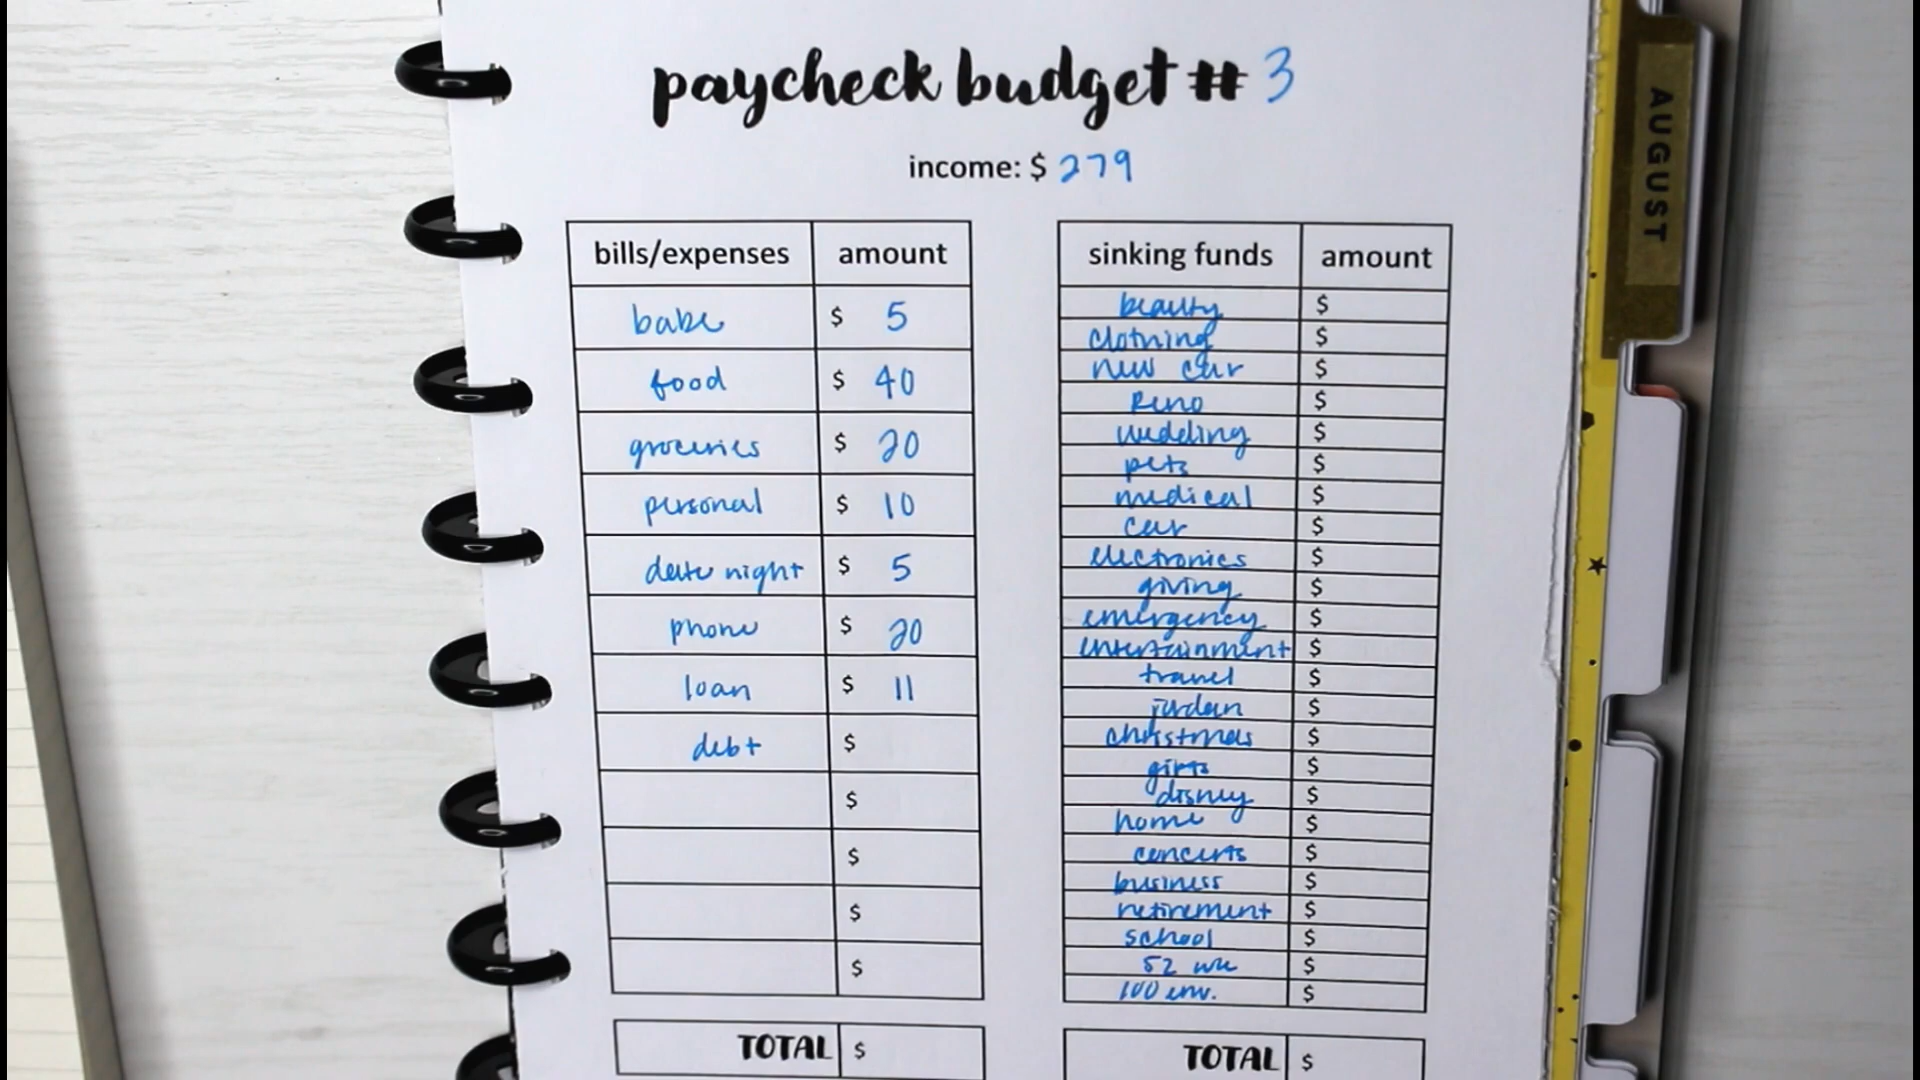 paycheck budget # 3
income: $ 279
bills/expenses amount
babe $ 5
food $ 40
groceries $ 20
personal $ 10
date night $ 5
phone $ 20
loan $ 11
debt $
$
$
$
$
TOTAL $
sinking funds amount
beauty $
clothing $
new car $
Reno $
wedding $
pets $
medical $
car $
electronics $
giving $
emergency $
entertainment $
travel $
jordan $
christmas $
gifts $
disney $
home $
concerts $
business $
retirement $
school $
52 wk $
100 env. $
TOTAL $
AUGUST